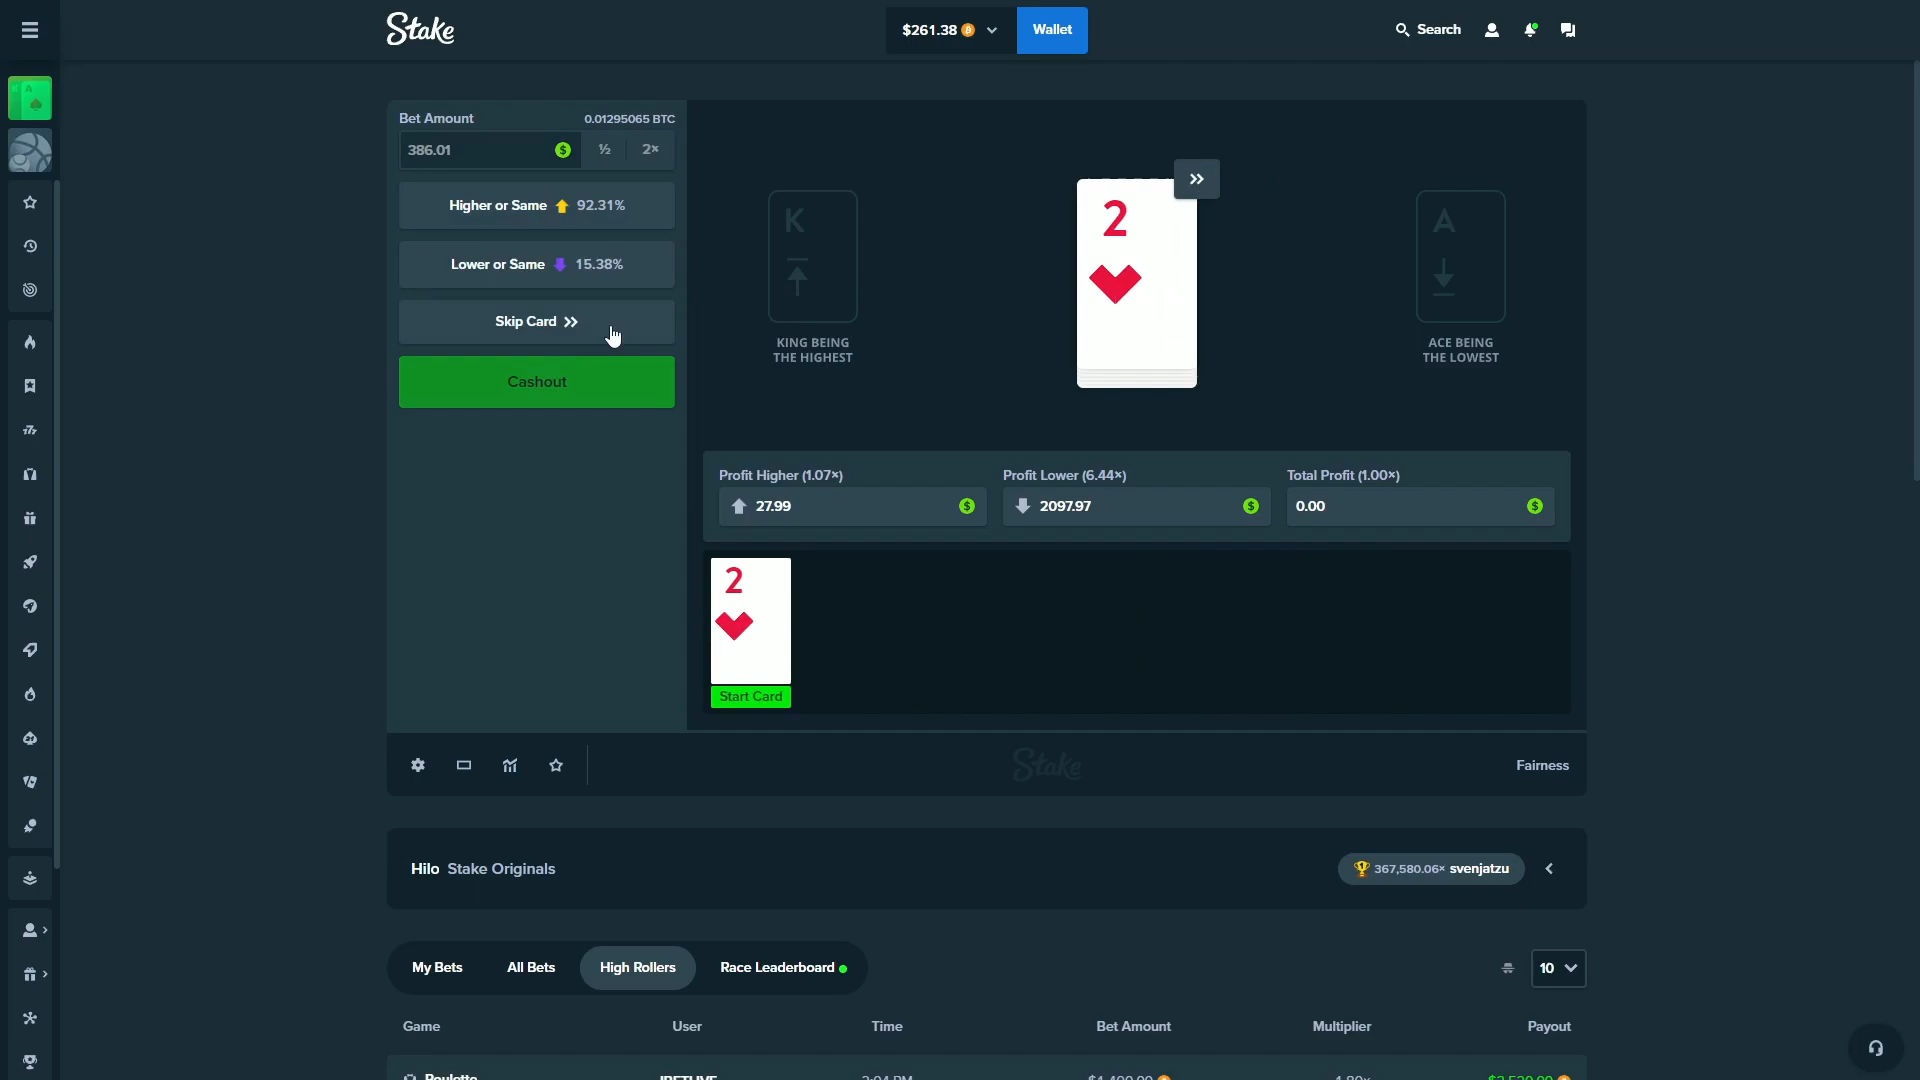 Stake
$261.38
Wallet
Search
Bet Amount
0.01295065 BTC
386.01
½
2×
Higher or Same 92.31%
Lower or Same 15.38%
Skip Card
Cashout
K
KING BEING
THE HIGHEST
2
A
ACE BEING
THE LOWEST
Profit Higher (1.07×)
27.99
Profit Lower (6.44×)
2097.97
Total Profit (1.00×)
0.00
2
Start Card
Stake
Fairness
Hilo Stake Originals
367,580.06× svenjatzu
My Bets
All Bets
High Rollers
Race Leaderboard
10
Game
User
Time
Bet Amount
Multiplier
Payout
Roulette